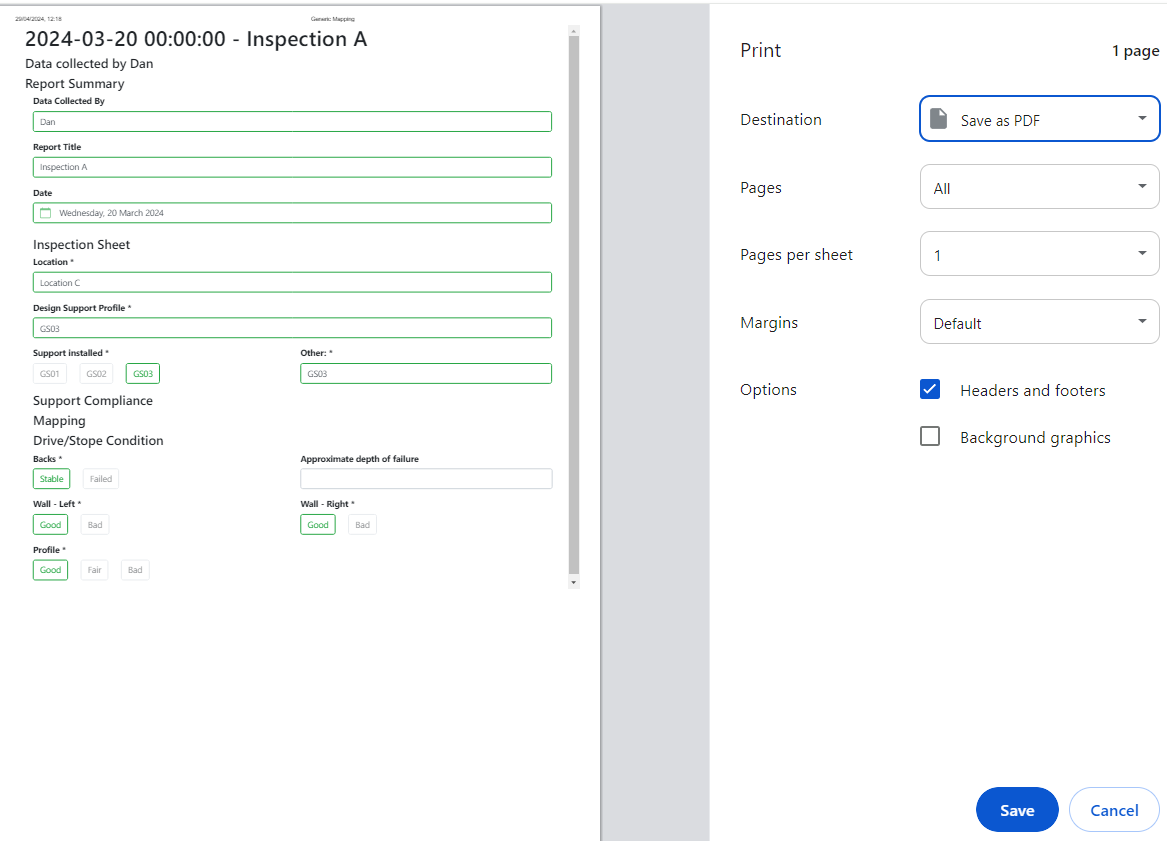 29/04/2024, 12:18 Generic Mapping
2024-03-20 00:00:00 - Inspection A
Data collected by Dan
Report Summary
Data Collected By
Dan
Report Title
Inspection A
Date
Wednesday, 20 March 2024
Inspection Sheet
Location *
Location C
Design Support Profile *
GS03
Support installed * Other: *
GS01 GS02 GS03 GS03
Support Compliance
Mapping
Drive/Stope Condition
Backs * Approximate depth of failure
Stable Failed
Wall - Left * Wall - Right *
Good Bad Good Bad
Profile *
Good Fair Bad
Print 1 page
Destination Save as PDF
Pages All
Pages per sheet 1
Margins Default
Options Headers and footers
Background graphics
Save Cancel